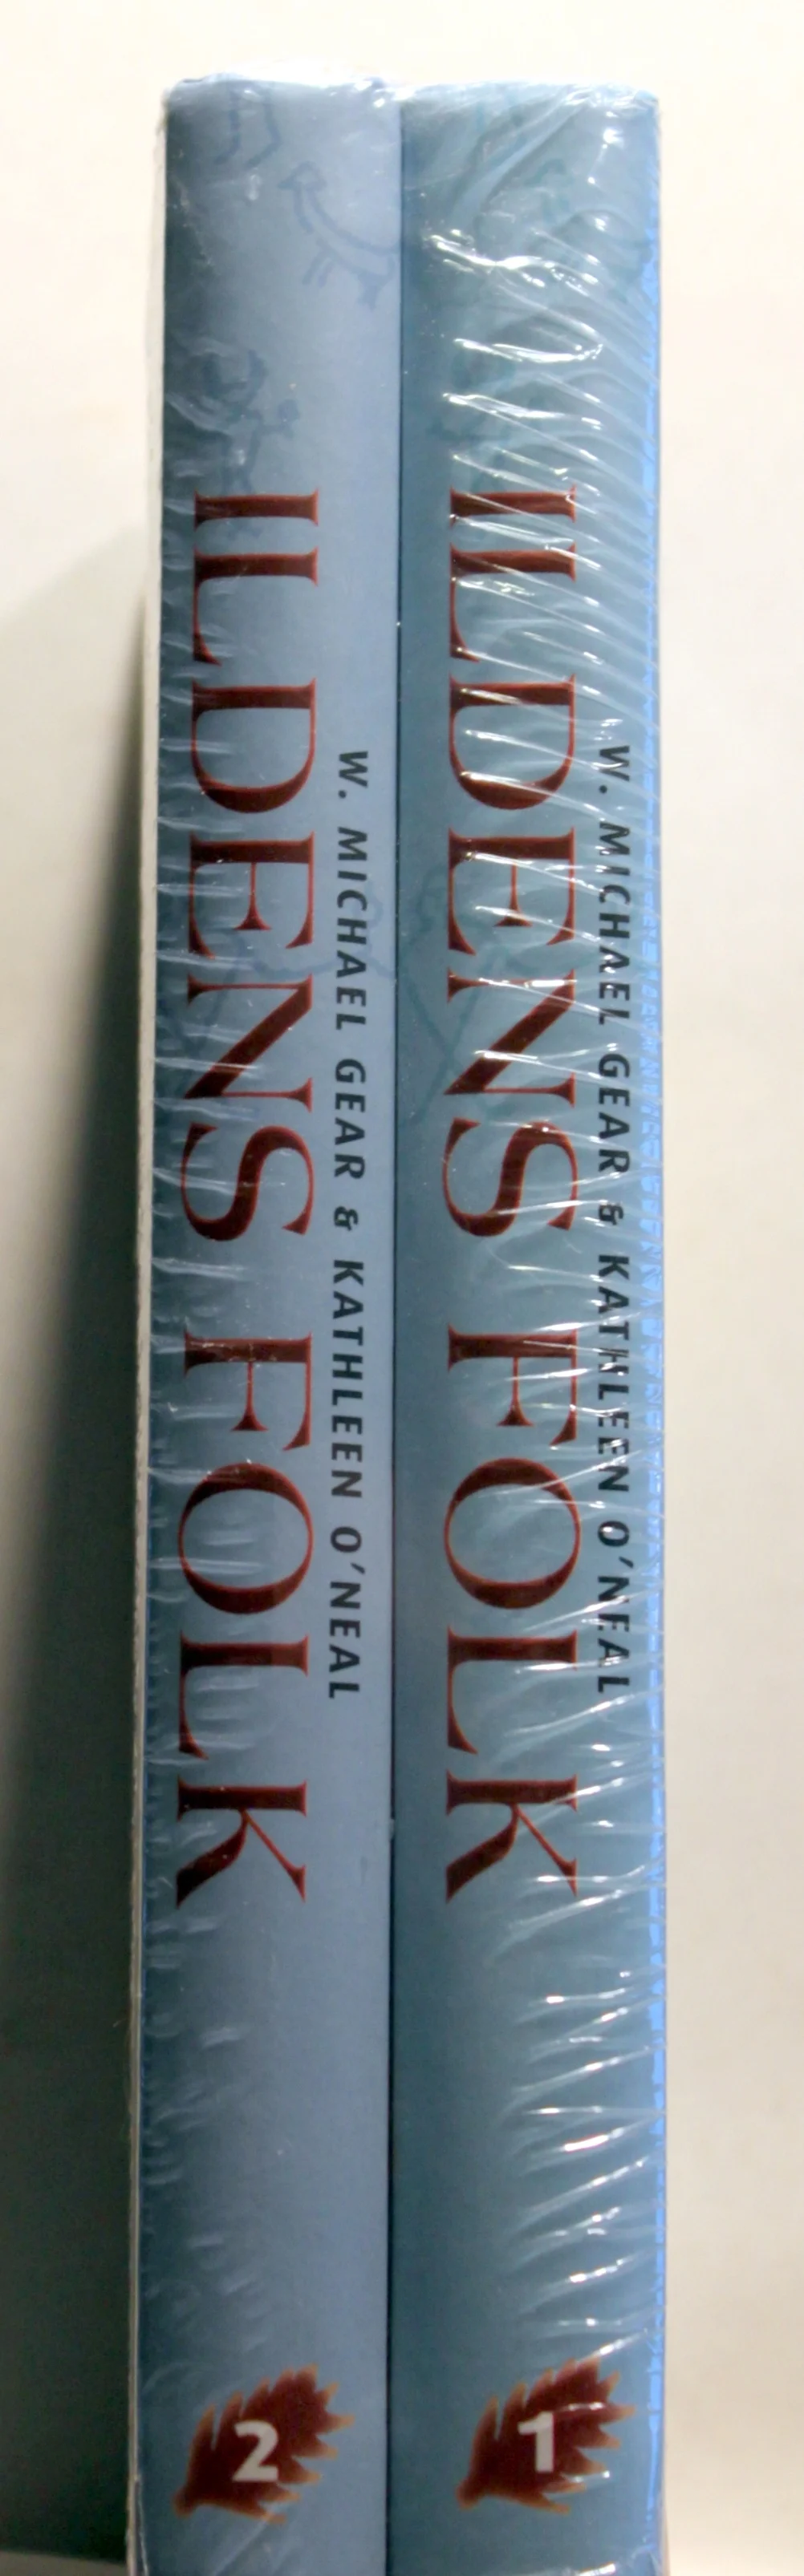 W. MICHAEL GEAR & KATHLEEN O'NEAL
ILDENS FOLK
1
W. MICHAEL GEAR & KATHLEEN O'NEAL
ILDENS FOLK
2